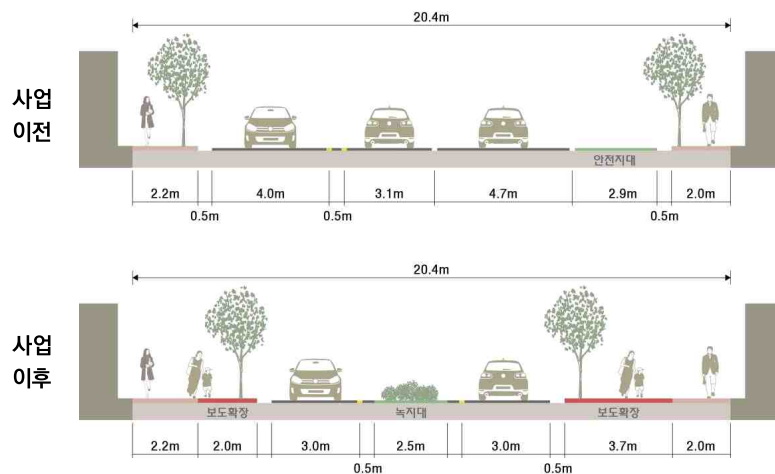 20.4m
사업
이전
안전지대
2.2m 4.0m 3.1m 4.7m 2.9m 2.0m
0.5m 0.5m 0.5m
20.4m
사업
이후
보도확장 녹지대 보도확장
2.2m 2.0m 3.0m 2.5m 3.0m 3.7m 2.0m
0.5m 0.5m